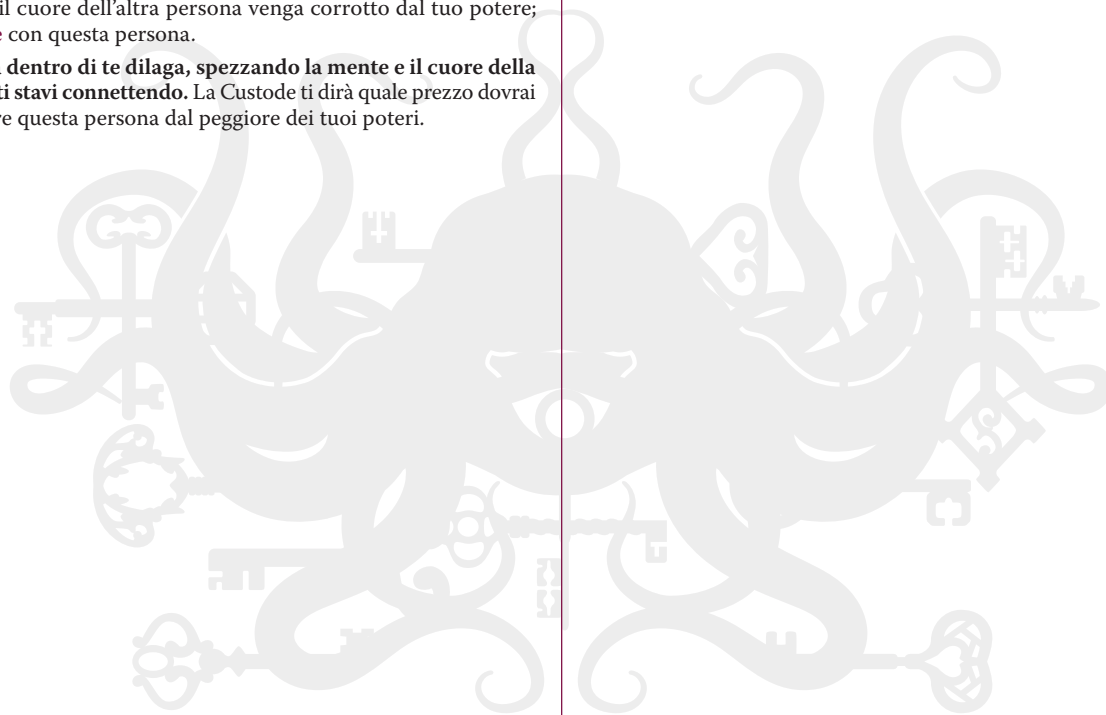 il cuore dell’altra persona venga corrotto dal tuo potere;
con questa persona.
dentro di te dilaga, spezzando la mente e il cuore della
ti stavi connettendo. La Custode ti dirà quale prezzo dovrai
questa persona dal peggiore dei tuoi poteri.